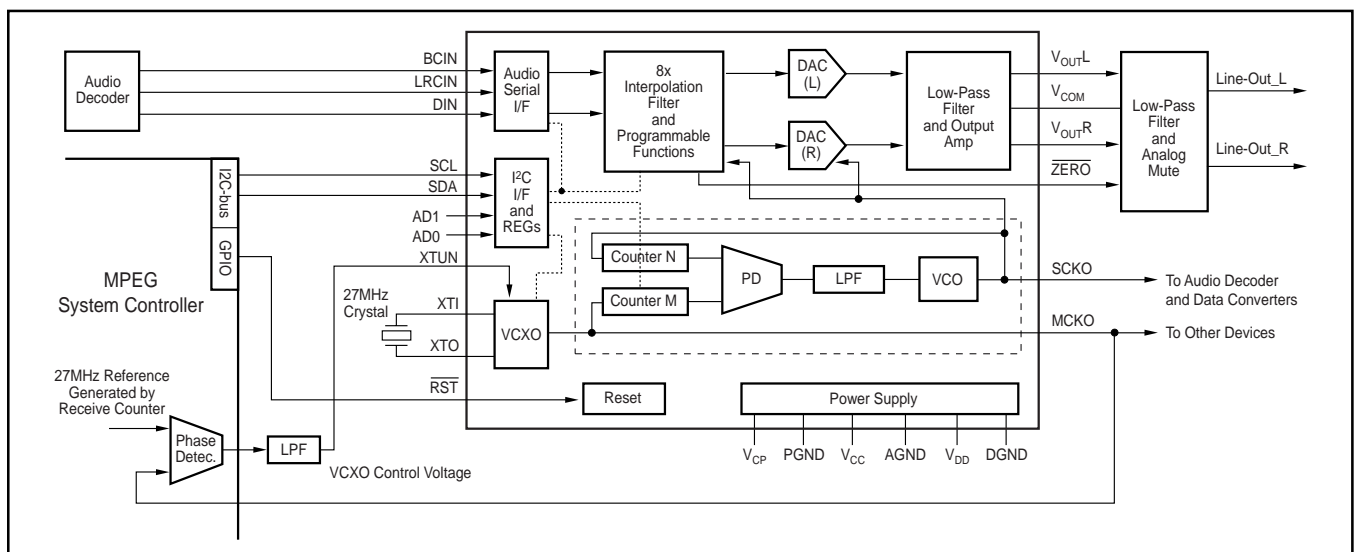 Audio
Decoder
BCIN
LRCIN
DIN
Audio
Serial
I/F
8x
Interpolation
Filter
and
Programmable
Functions
DAC
(L)
DAC
(R)
Low-Pass
Filter
and Output
Amp
VOUTL
VCOM
VOUTR
ZERO
Low-Pass
Filter
and
Analog
Mute
Line-Out_L
Line-Out_R
I2C-bus
GPIO
SCL
SDA
AD1
AD0
I²C
I/F
and
REGs
MPEG
System Controller
XTUN
27MHz
Crystal
XTI
XTO
VCXO
Counter N
Counter M
PD
LPF
VCO
SCKO
To Audio Decoder
and Data Converters
MCKO
To Other Devices
RST
Reset
Power Supply
VCP
PGND
VCC
AGND
VDD
DGND
27MHz Reference
Generated by
Receive Counter
Phase
Detec.
LPF
VCXO Control Voltage